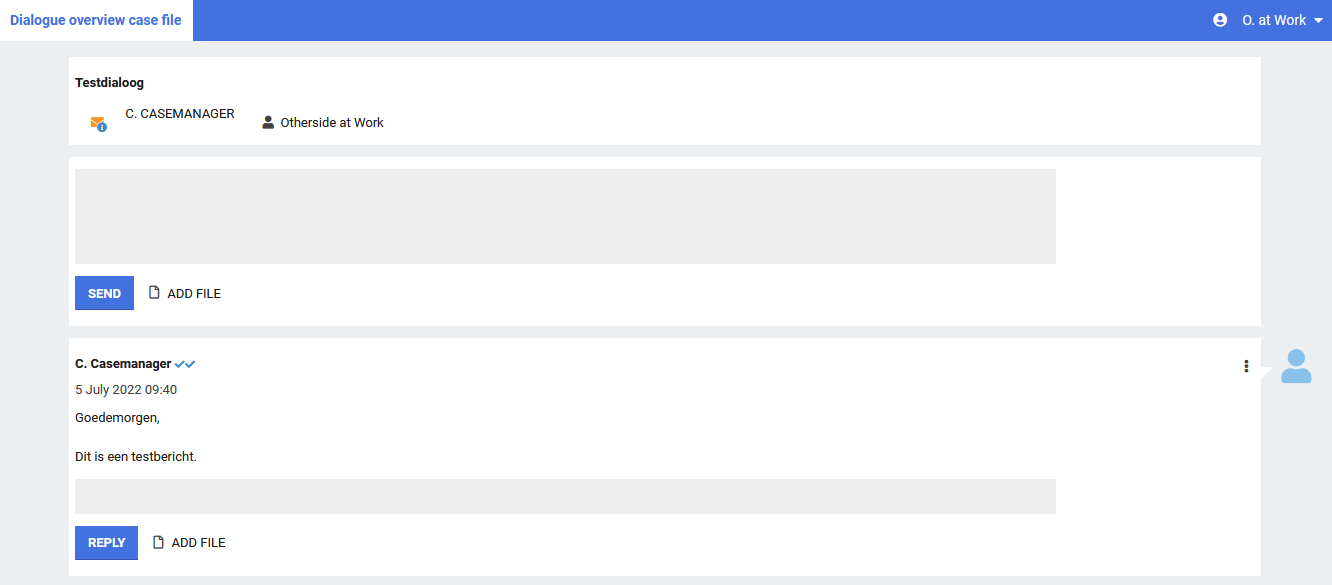 Dialogue overview case file
O. at Work
Testdialoog
C. CASEMANAGER
Otherside at Work
SEND
ADD FILE
C. Casemanager
5 July 2022 09:40
Goedemorgen,
Dit is een testbericht.
REPLY
ADD FILE